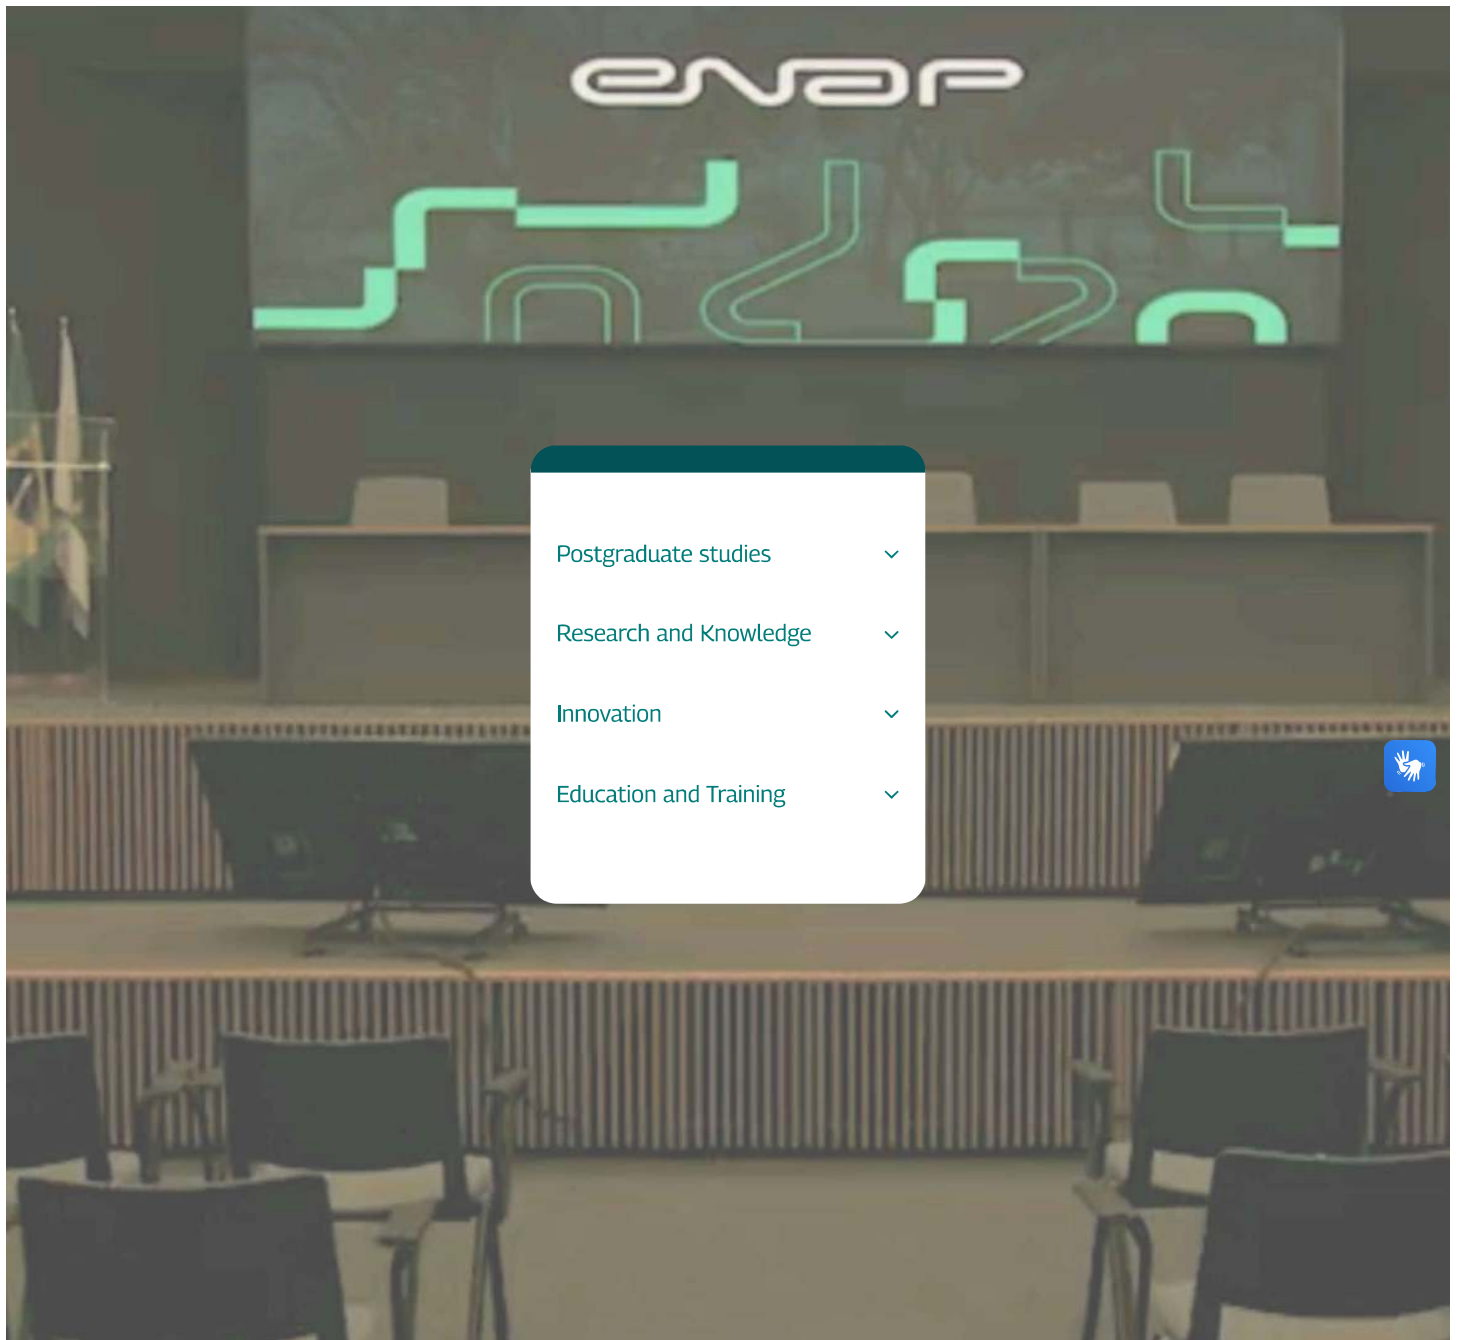 enap
Postgraduate studies
Research and Knowledge
Innovation
Education and Training